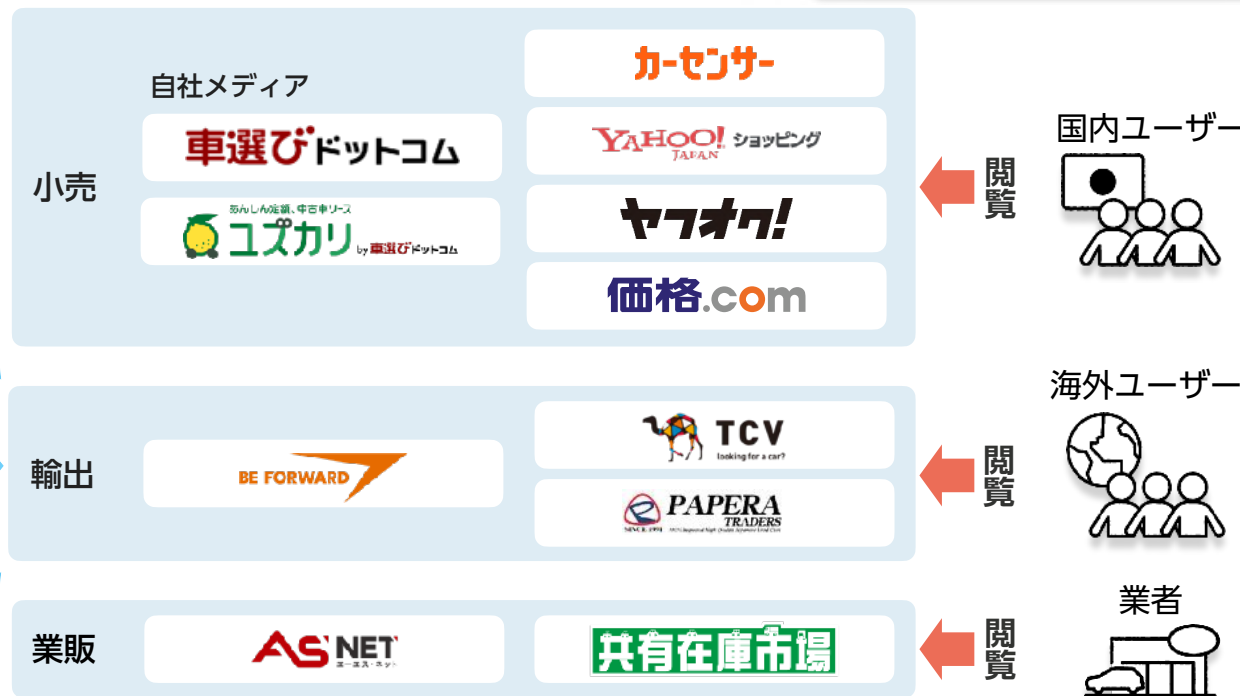 小売
自社メディア
車選びドットコム
あんしん定額、中古車リース
ユズカリ
by 車選びドットコム
カーセンサー
YAHOO! ショッピング
JAPAN
ヤフオク!
価格.com
閲覧
国内ユーザー
輸出
BE FORWARD
TCV
looking for a car?
PAPERA
TRADERS
SINCE 1991
閲覧
海外ユーザー
業販
AS NET
エーエス・ネット
共有在庫市場
閲覧
業者